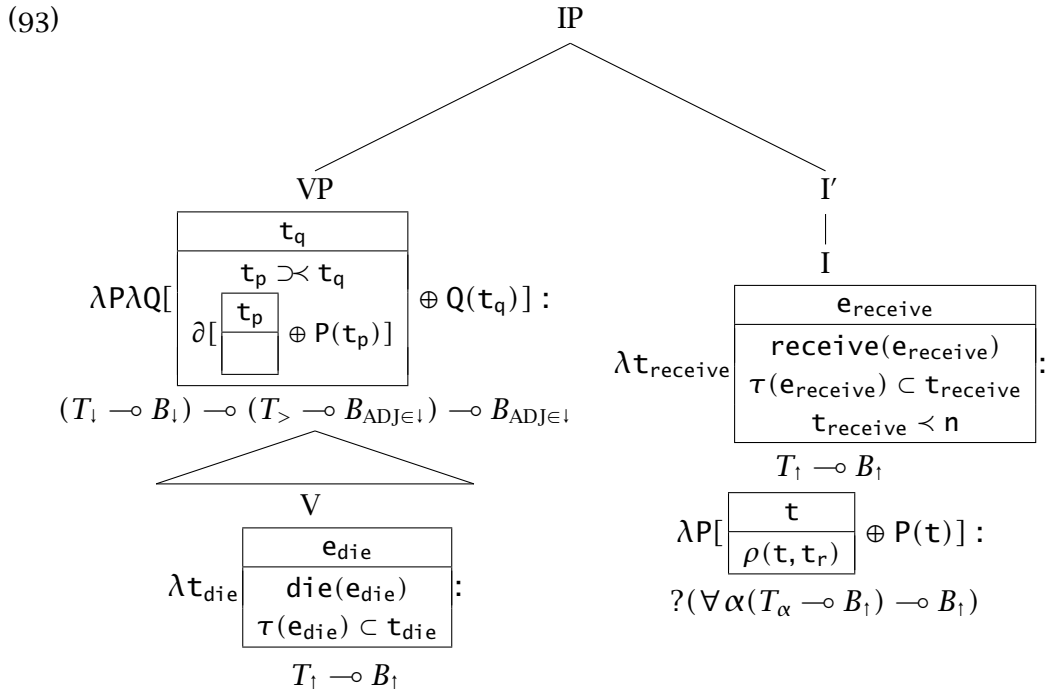 (93)
IP
VP
I′
t_q
t_p ⊃≺ t_q
λPλQ[ ∂[ t_p ⊕ P(t_p)] ⊕ Q(t_q)] :
(T↓ ⊸ B↓) ⊸ (T> ⊸ B_ADJ∈↓) ⊸ B_ADJ∈↓
I
e_receive
receive(e_receive)
λt_receive τ(e_receive) ⊂ t_receive :
t_receive ≺ n
T↑ ⊸ B↑
V
e_die
die(e_die)
λt_die τ(e_die) ⊂ t_die :
T↑ ⊸ B↑
t
λP[ ρ(t, t_r) ⊕ P(t)] :
?(∀α(T_α ⊸ B↑) ⊸ B↑)